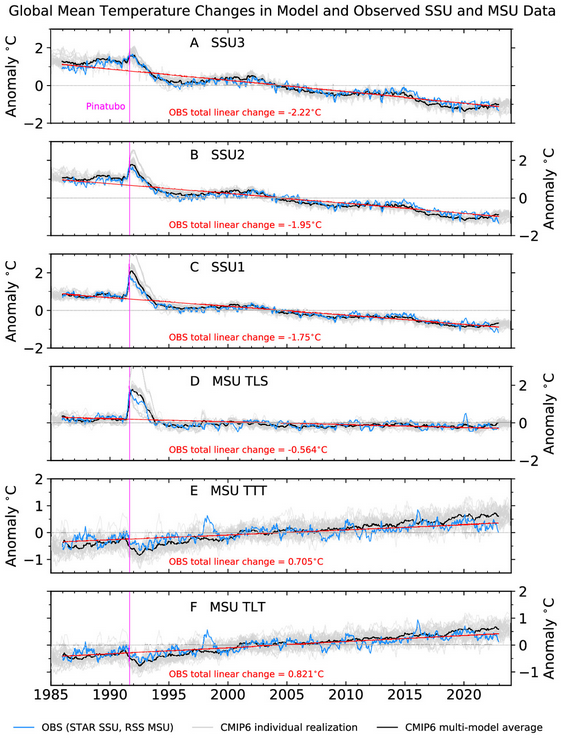 Global Mean Temperature Changes in Model and Observed SSU and MSU Data
A SSU3
Anomaly °C
2
0
−2
Pinatubo
OBS total linear change = -2.22°C
B SSU2
Anomaly °C
2
0
−2
OBS total linear change = -1.95°C
C SSU1
Anomaly °C
2
0
−2
OBS total linear change = -1.75°C
D MSU TLS
Anomaly °C
2
0
−2
OBS total linear change = -0.564°C
E MSU TTT
Anomaly °C
2
1
0
−1
OBS total linear change = 0.705°C
F MSU TLT
Anomaly °C
2
1
0
−1
OBS total linear change = 0.821°C
1985 1990 1995 2000 2005 2010 2015 2020
OBS (STAR SSU, RSS MSU) CMIP6 individual realization CMIP6 multi-model average